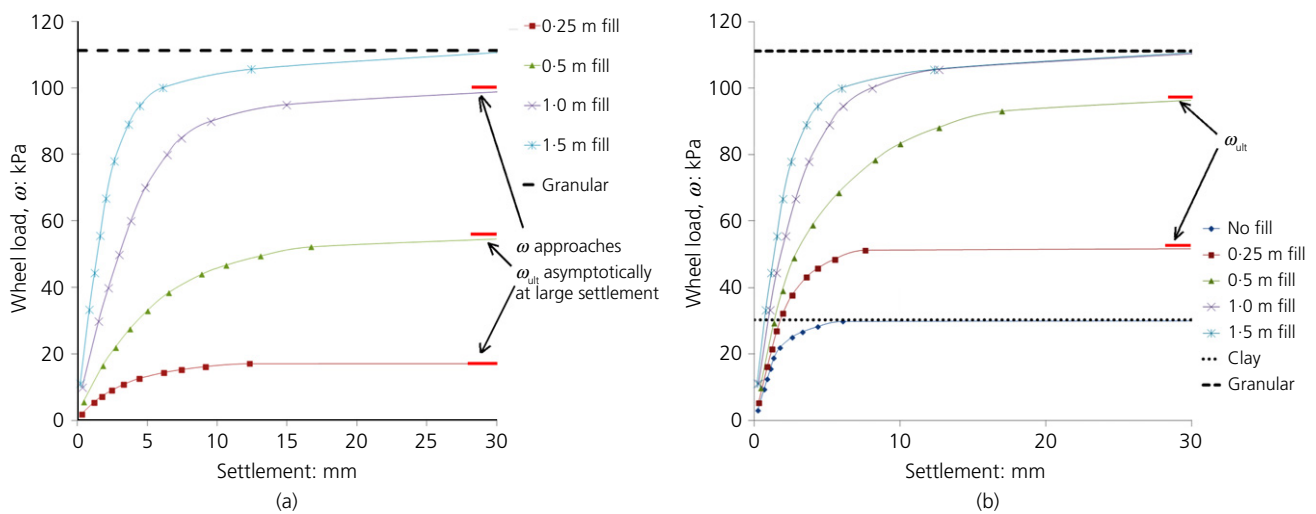 120
100
80
60
40
20
0
Wheel load, ω: kPa
0 5 10 15 20 25 30
Settlement: mm
(a)
0·25 m fill
0·5 m fill
1·0 m fill
1·5 m fill
Granular
ω approaches
ωult asymptotically
at large settlement
120
100
80
60
40
20
0
Wheel load, ω: kPa
0 10 20 30
Settlement: mm
(b)
ωult
No fill
0·25 m fill
0·5 m fill
1·0 m fill
1·5 m fill
Clay
Granular